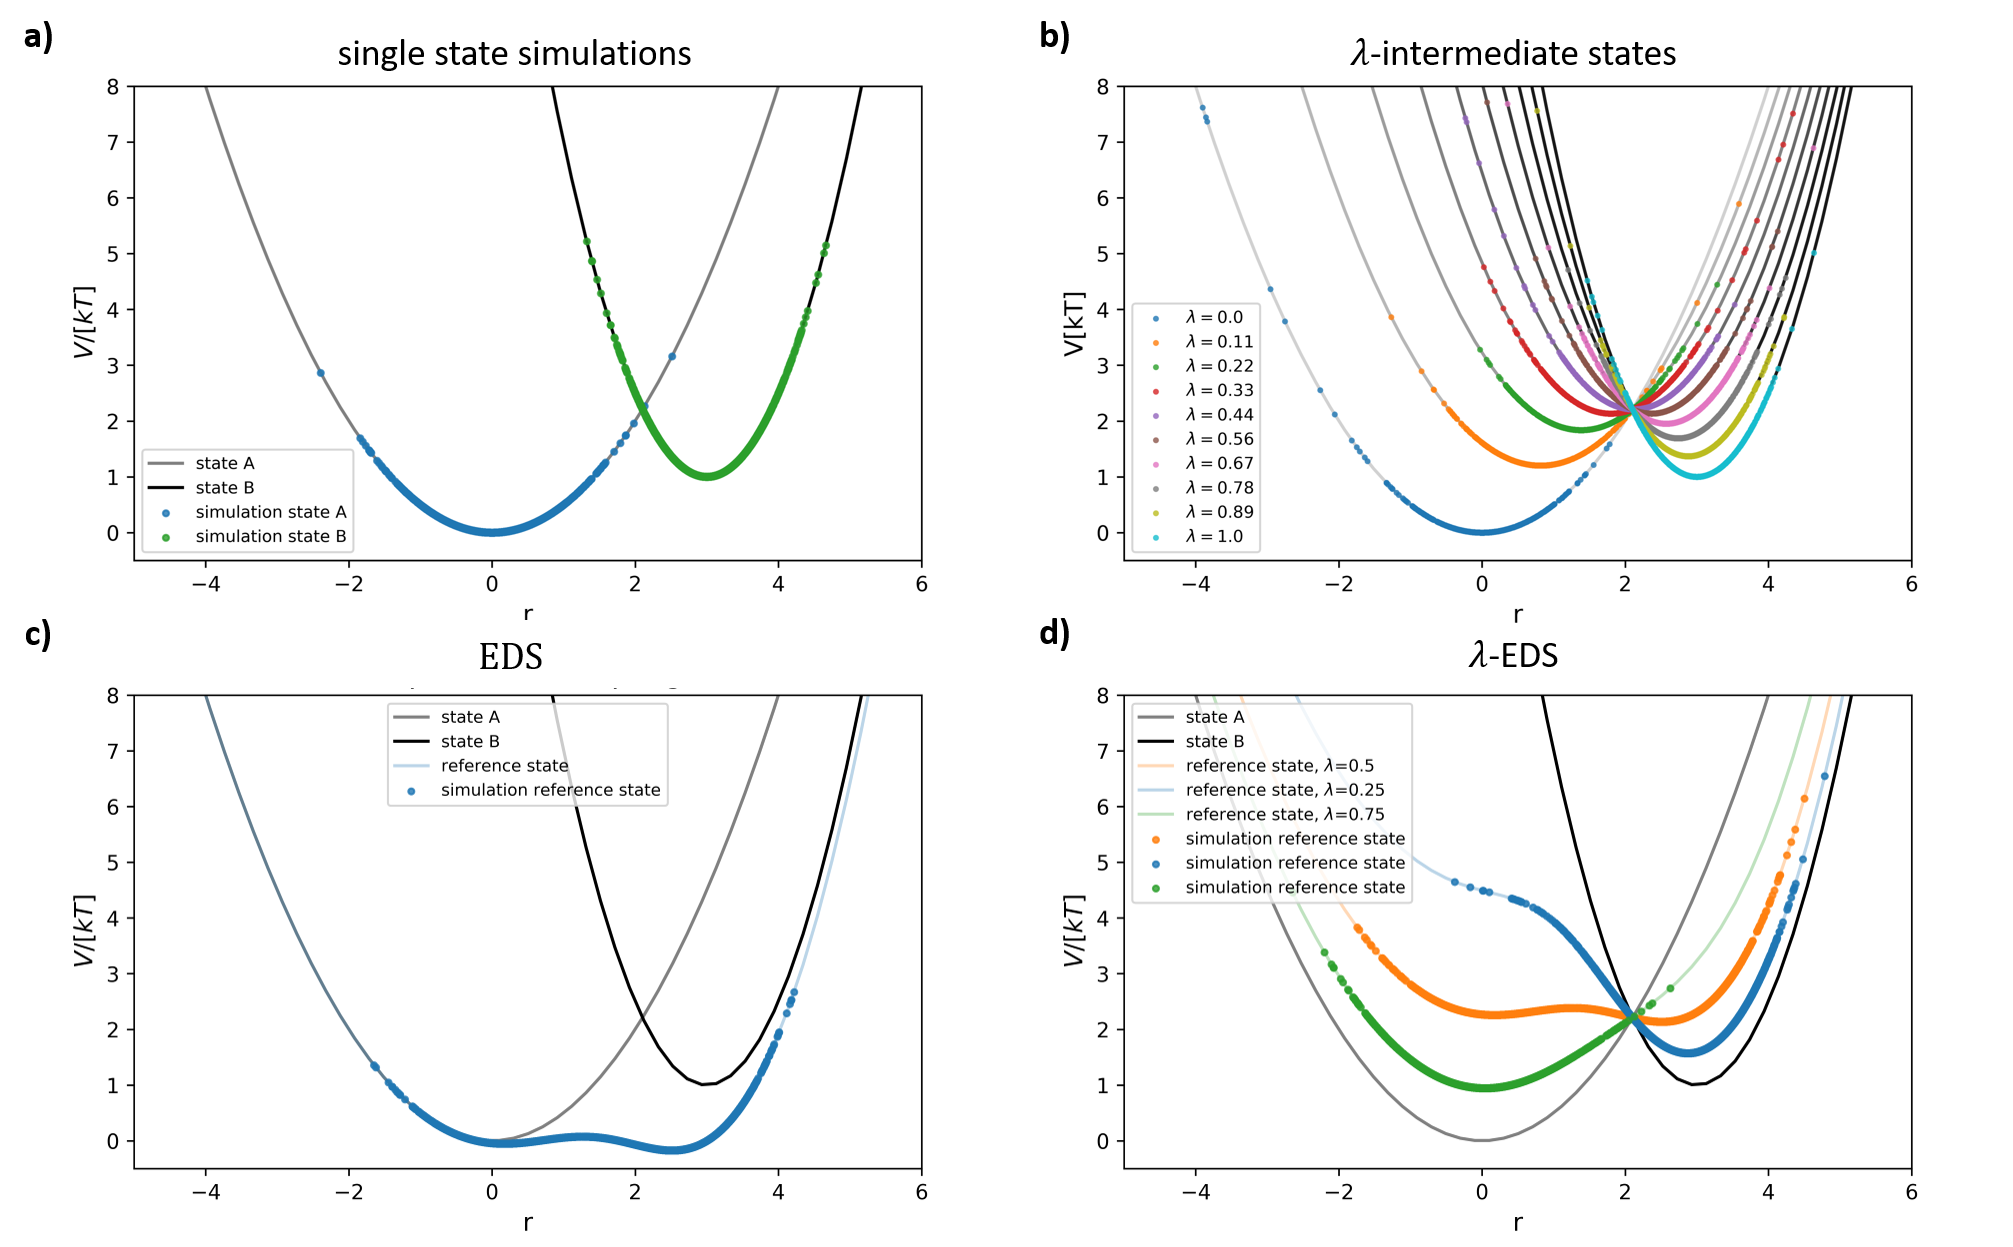 a)
single state simulations
8
7
6
5
4
3
2
1
0
V/[kT]
state A
state B
simulation state A
simulation state B
−4
−2
0
2
4
6
r
b)
λ-intermediate states
8
7
6
5
4
3
2
1
0
V[kT]
λ = 0.0
λ = 0.11
λ = 0.22
λ = 0.33
λ = 0.44
λ = 0.56
λ = 0.67
λ = 0.78
λ = 0.89
λ = 1.0
−4
−2
0
2
4
6
r
c)
EDS
8
7
6
5
4
3
2
1
0
V/[kT]
state A
state B
reference state
simulation reference state
−4
−2
0
2
4
6
r
d)
λ-EDS
8
7
6
5
4
3
2
1
0
V/[kT]
state A
state B
reference state, λ=0.5
reference state, λ=0.25
reference state, λ=0.75
simulation reference state
simulation reference state
simulation reference state
−4
−2
0
2
4
6
r